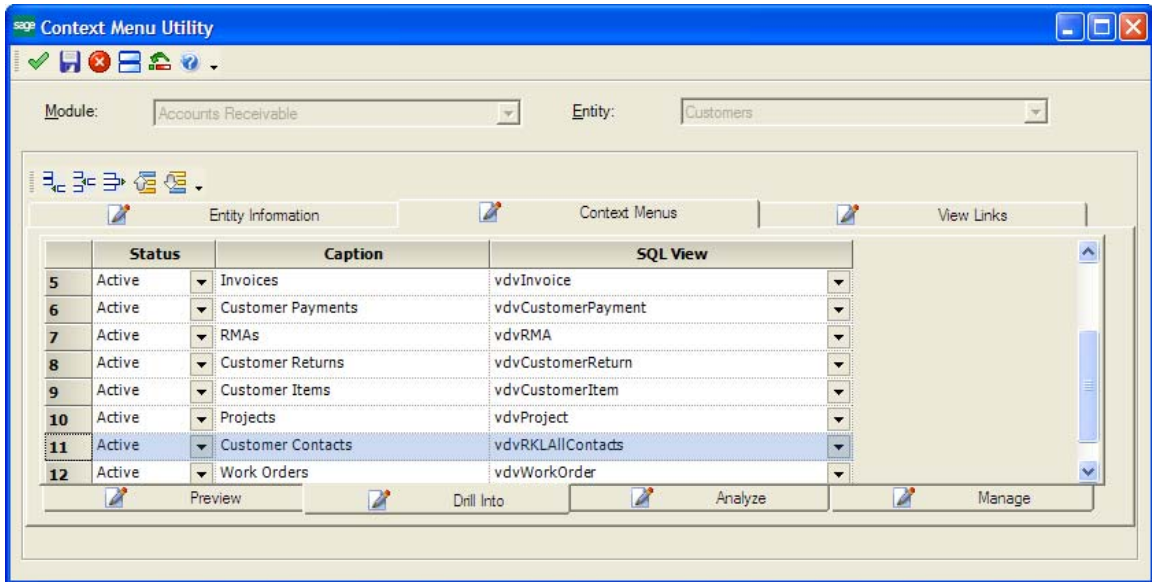 sage Context Menu Utility
Module: Accounts Receivable Entity: Customers
Entity Information Context Menus View Links
Status Caption SQL View
5 Active Invoices vdvInvoice
6 Active Customer Payments vdvCustomerPayment
7 Active RMAs vdvRMA
8 Active Customer Returns vdvCustomerReturn
9 Active Customer Items vdvCustomerItem
10 Active Projects vdvProject
11 Active Customer Contacts vdvRKLAllContacts
12 Active Work Orders vdvWorkOrder
Preview Drill Into Analyze Manage